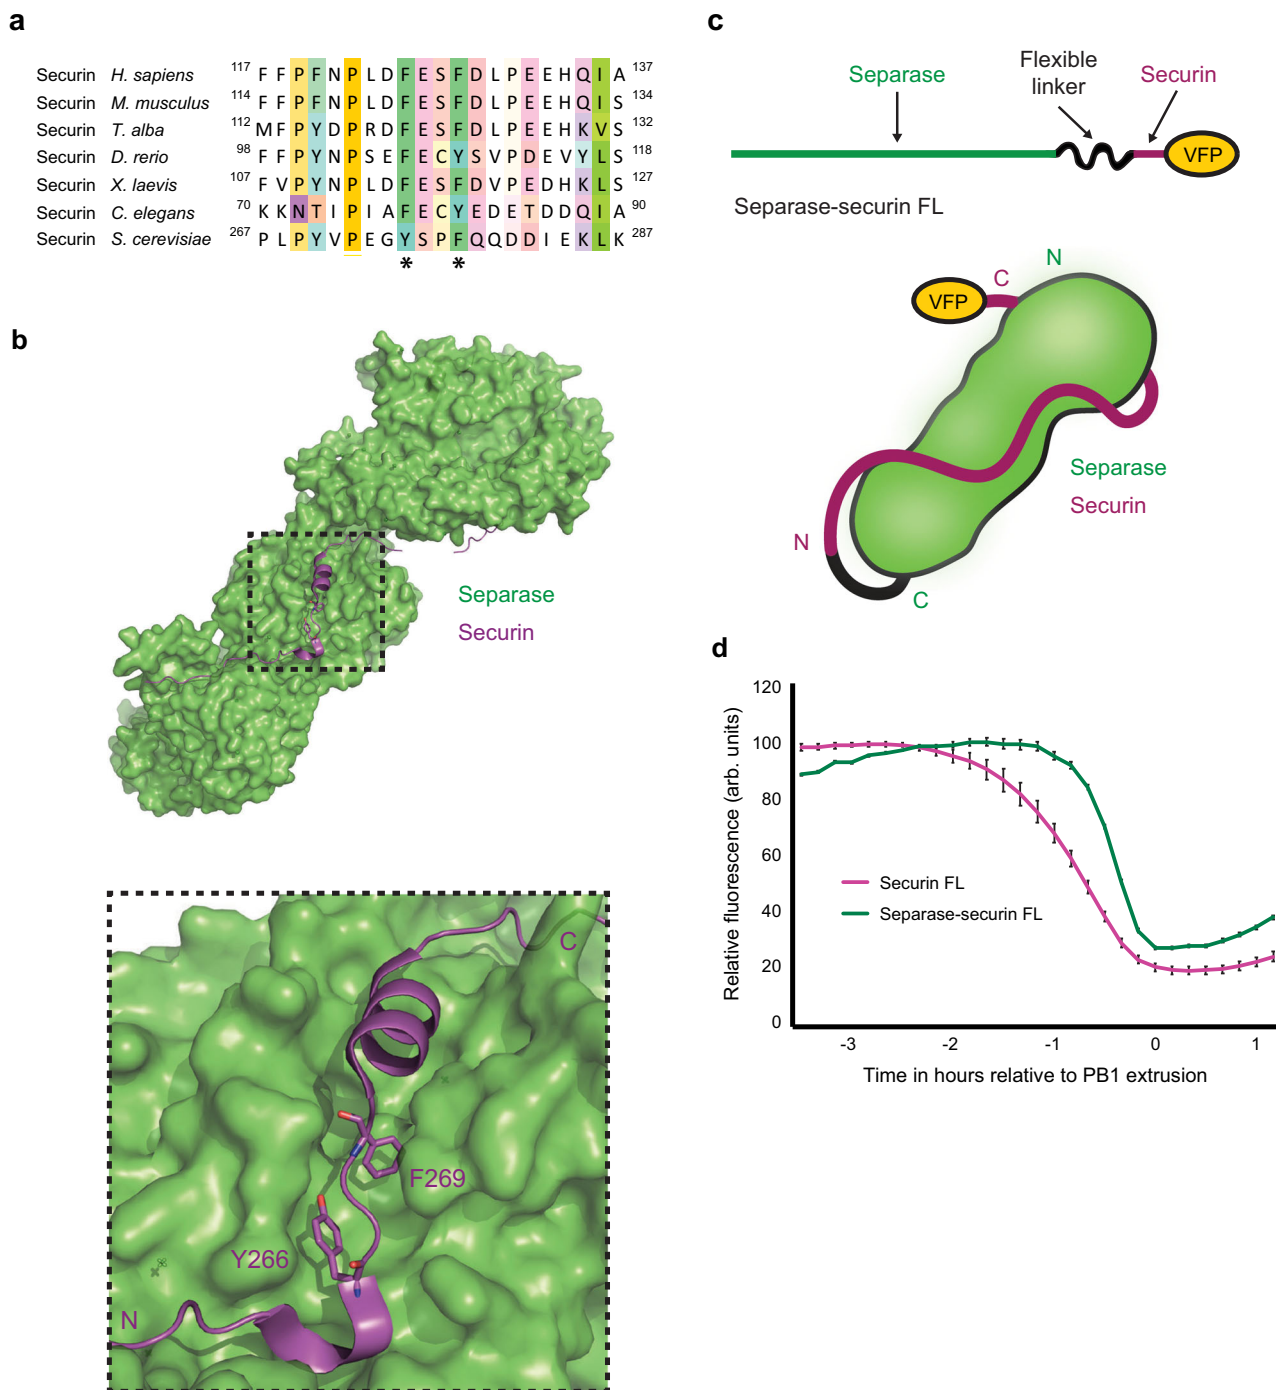 a
Securin H. sapiens 117 F F P F N P L D F E S F D L P E E H Q I A 137
Securin M. musculus 114 F F P F N P L D F E S F D L P E E H Q I S 134
Securin T. alba 112 M F P Y D P R D F E S F D L P E E H K V S 132
Securin D. rerio 98 F F P Y N P S E F E C Y S V P D E V Y L S 118
Securin X. laevis 107 F V P Y N P L D F E S F D V P E D H K L S 127
Securin C. elegans 70 K K N T I P I A F E C Y E D E T D D Q I A 90
Securin S. cerevisiae 267 P L P Y V P E G Y S P F Q Q D D I E K L K 287
* *
b
Separase
Securin
C
F269
Y266
N
c
Separase
Flexible
linker
Securin
VFP
Separase-securin FL
N
C
VFP
Separase
Securin
N
C
d
Relative fluorescence (arb. units)
120
100
80
60
40
20
0
Securin FL
Separase-securin FL
-3 -2 -1 0 1
Time in hours relative to PB1 extrusion